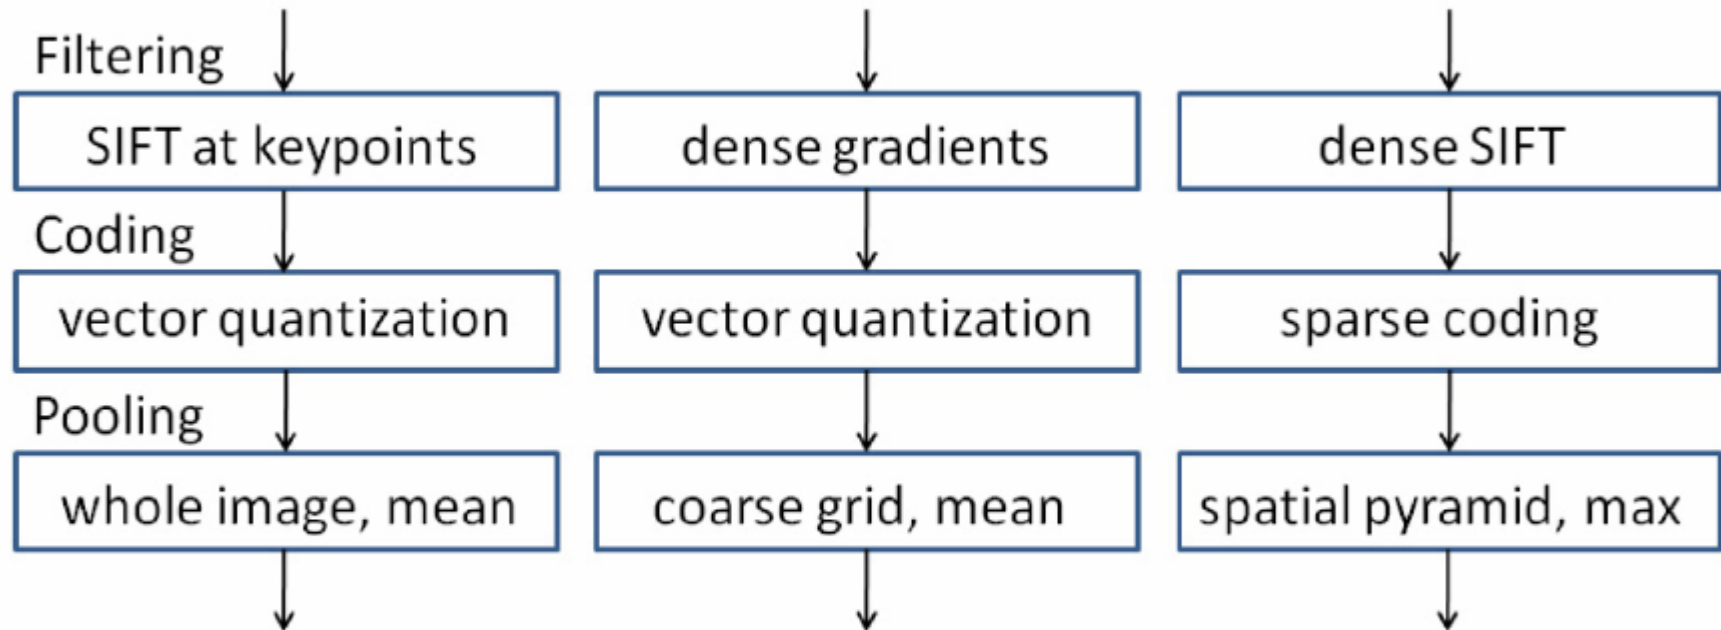 Filtering
SIFT at keypoints
dense gradients
dense SIFT
Coding
vector quantization
vector quantization
sparse coding
Pooling
whole image, mean
coarse grid, mean
spatial pyramid, max